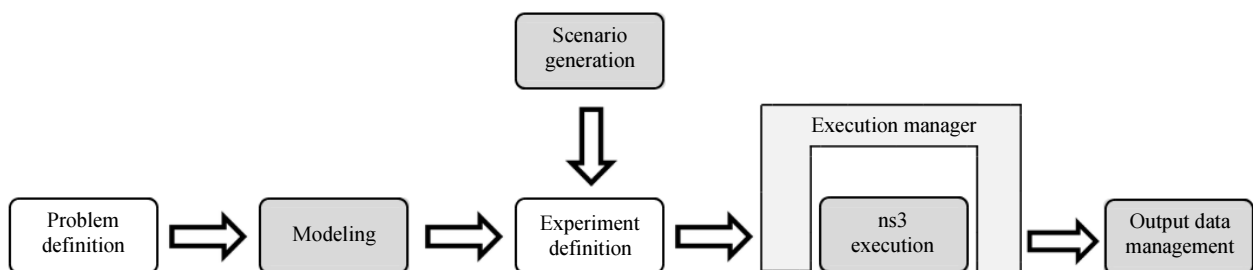 Scenario
generation
Execution manager
Problem
definition
Modeling
Experiment
definition
ns3
execution
Output data
management